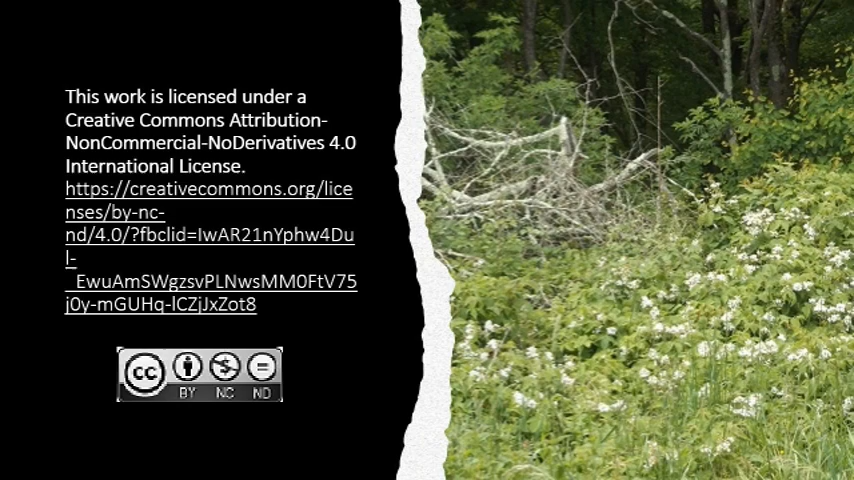 This work is licensed under a
Creative Commons Attribution-
NonCommercial-NoDerivatives 4.0
International License.
https://creativecommons.org/lice
nses/by-nc-
nd/4.0/?fbclid=IwAR21nYphw4Du
l-
_EwuAmSWgzsvPLNwsMM0FtV75
j0y-mGUHq-lCZjJxZot8
cc
BY NC ND